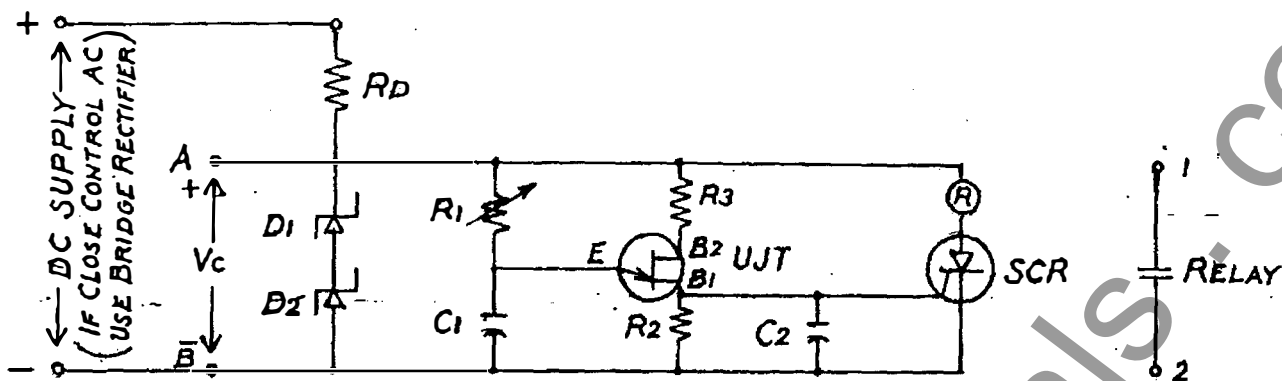 +
DC SUPPLY
(IF CLOSE CONTROL AC
USE BRIDGE RECTIFIER)
RD
A
+
VC
B
-
D1
D2
R1
C1
E
R3
B2
B1
UJT
R2
C2
R
SCR
1
RELAY
2